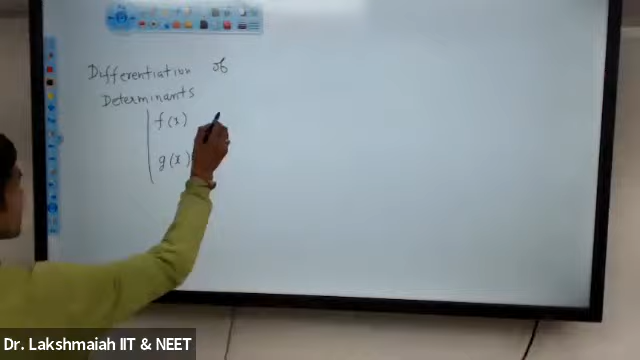 Differentiation of
Determinants
f(x)
g(x)
Dr. Lakshmaiah IIT & NEET